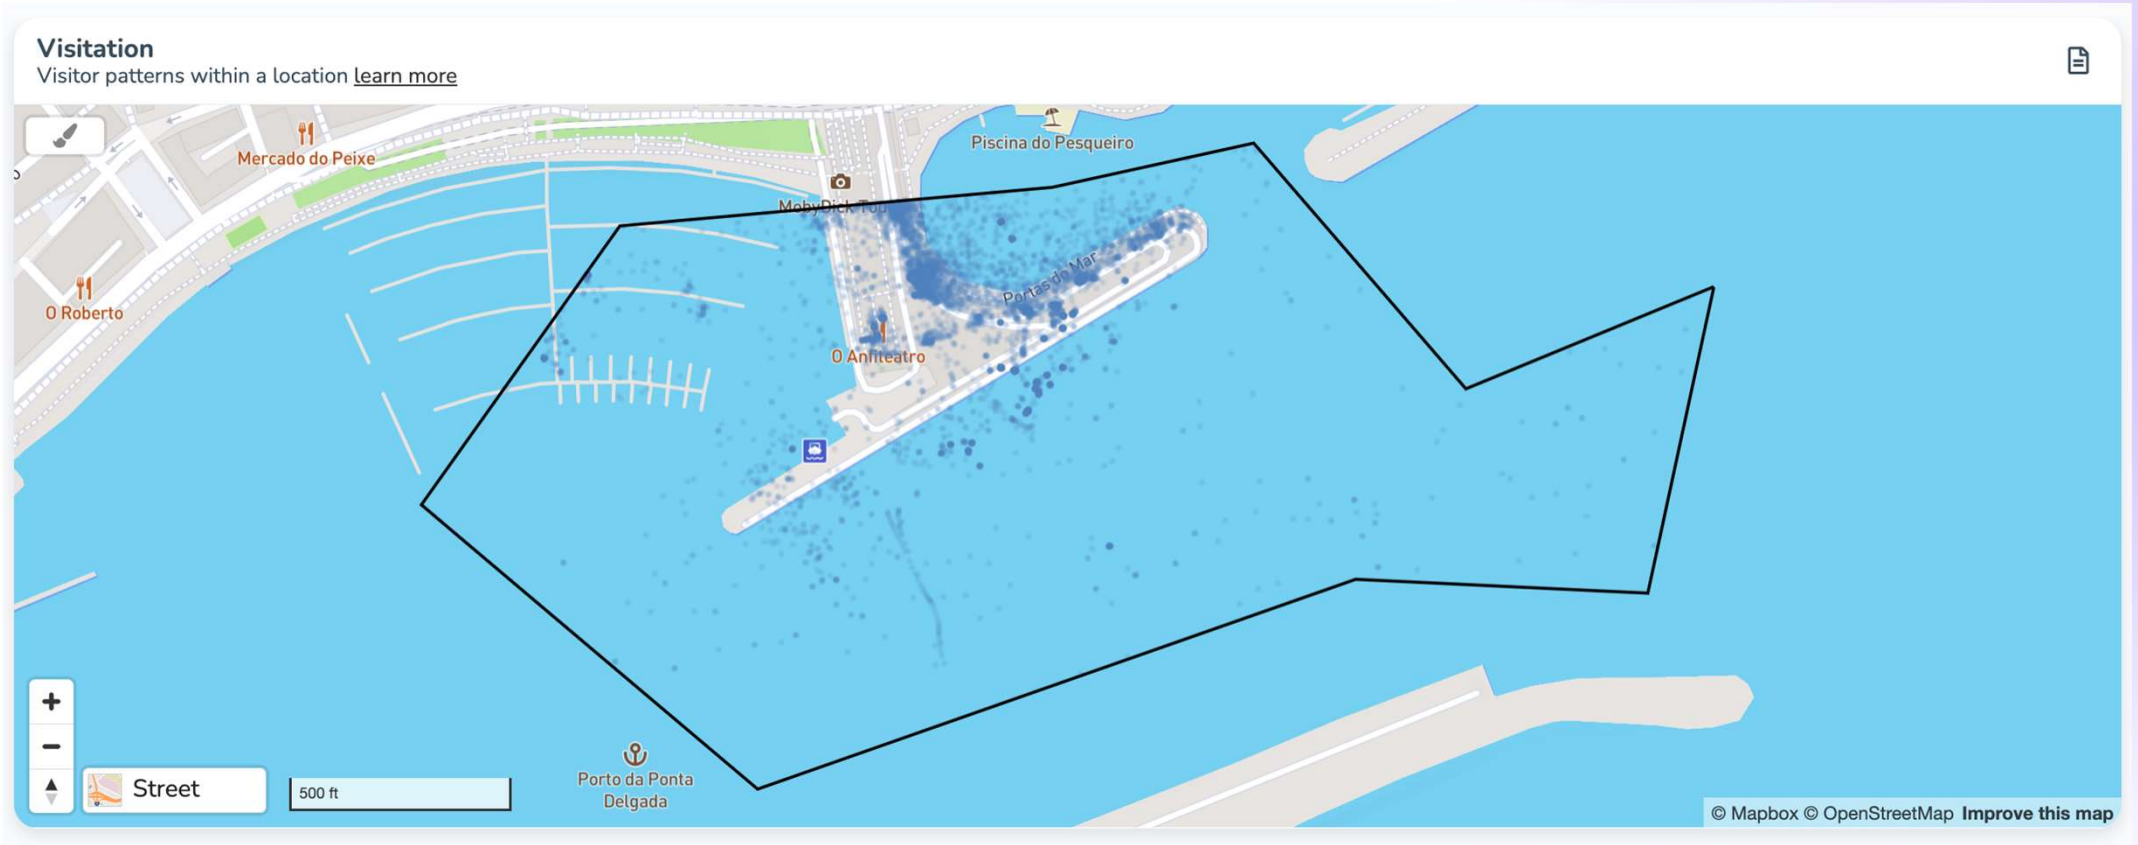 Visitation
Visitor patterns within a location learn more
Piscina do Pesqueiro
Mercado do Peixe
MobyDick Tou
Portas do Mar
O Roberto
O Anfiteatro
Porto da Ponta
Delgada
Street
500 ft
© Mapbox © OpenStreetMap Improve this map